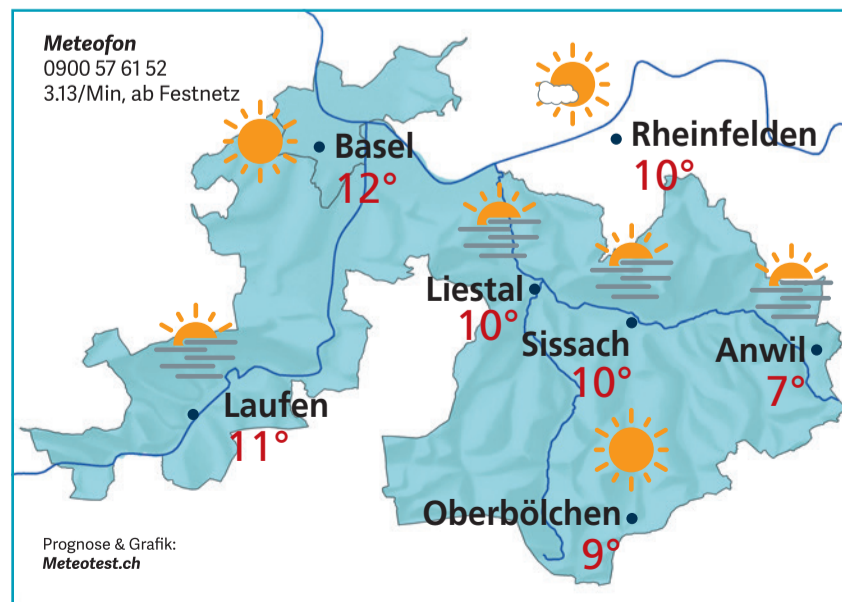 Meteofon
0900 57 61 52
3.13/Min, ab Festnetz
Basel
12°
Rheinfelden
10°
Liestal
10°
Sissach
10°
Anwil
7°
Laufen
11°
Oberbölchen
9°
Prognose & Grafik:
Meteotest.ch